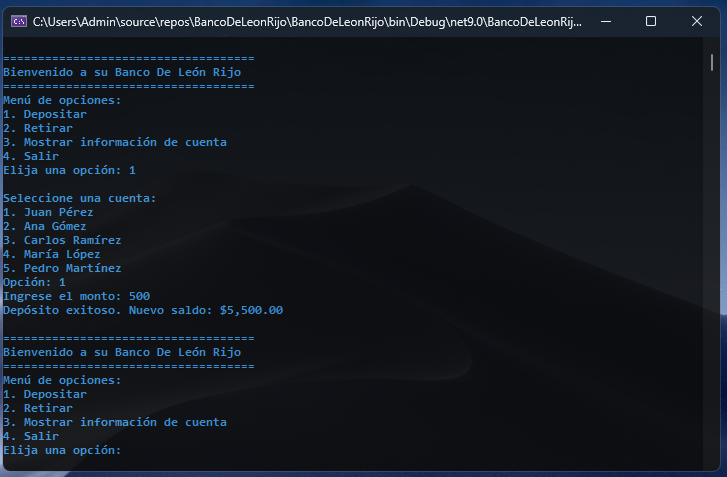 C:\Users\Admin\source\repos\BancoDeLeonRijo\BancoDeLeonRijo\bin\Debug\net9.0\BancoDeLeonRij...
===================================
Bienvenido a su Banco De León Rijo
===================================
Menú de opciones:
1. Depositar
2. Retirar
3. Mostrar información de cuenta
4. Salir
Elija una opción: 1
Seleccione una cuenta:
1. Juan Pérez
2. Ana Gómez
3. Carlos Ramírez
4. María López
5. Pedro Martínez
Opción: 1
Ingrese el monto: 500
Depósito exitoso. Nuevo saldo: $5,500.00
===================================
Bienvenido a su Banco De León Rijo
===================================
Menú de opciones:
1. Depositar
2. Retirar
3. Mostrar información de cuenta
4. Salir
Elija una opción: